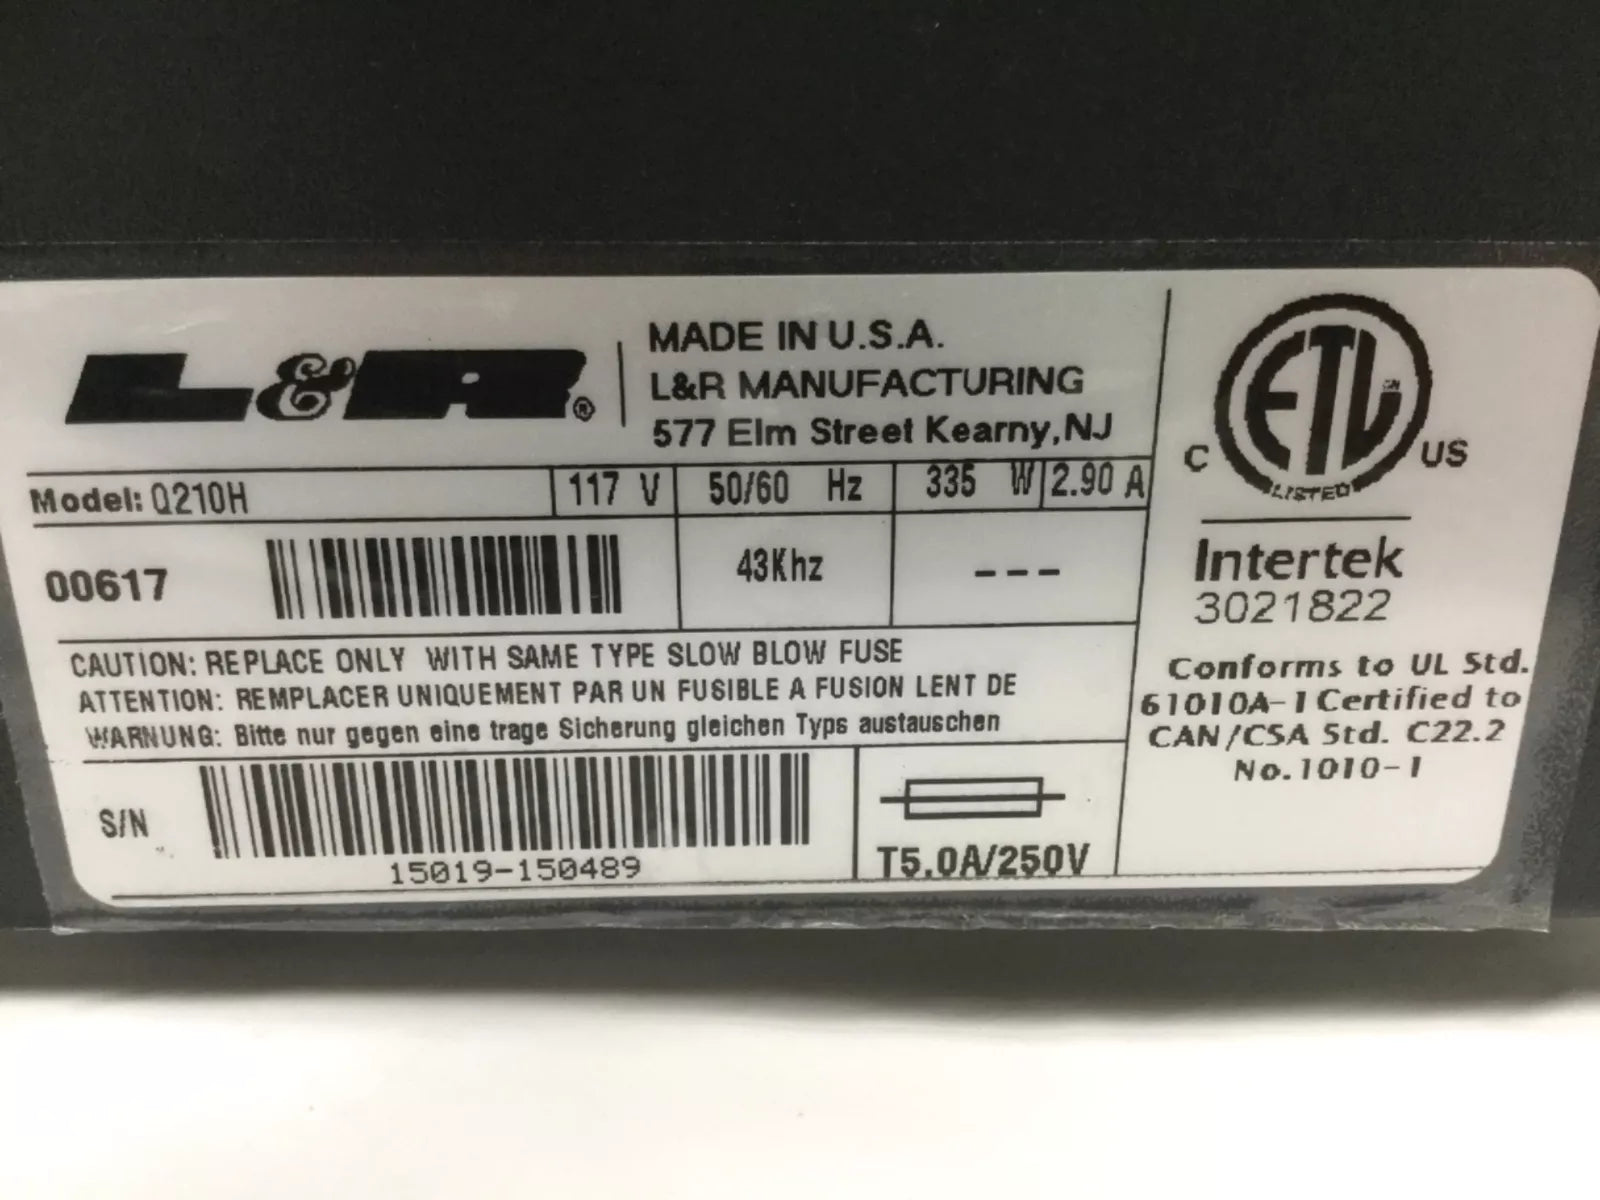 L&R®
MADE IN U.S.A.
L&R MANUFACTURING
577 Elm Street Kearny,NJ
Model: Q210H
117 V
50/60 Hz
335 W
2.90 A
00617
43Khz
---
CAUTION: REPLACE ONLY WITH SAME TYPE SLOW BLOW FUSE
ATTENTION: REMPLACER UNIQUEMENT PAR UN FUSIBLE A FUSION LENT DE
WARNUNG: Bitte nur gegen eine trage Sicherung gleichen Typs austauschen
S/N
15019-150489
T5.0A/250V
ETL
C
US
LISTED
Intertek
3021822
Conforms to UL Std.
61010A-1 Certified to
CAN/CSA Std. C22.2
No.1010-1